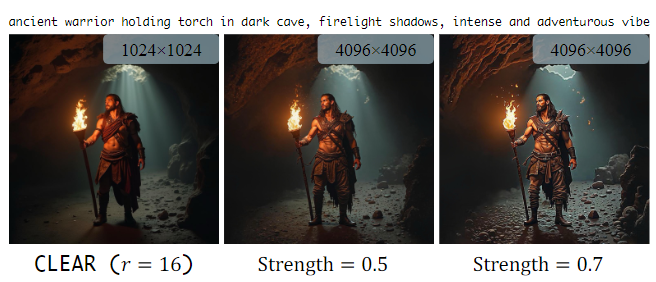 ancient warrior holding torch in dark cave, firelight shadows, intense and adventurous vibe
1024×1024
4096×4096
4096×4096
CLEAR (r = 16)
Strength = 0.5
Strength = 0.7